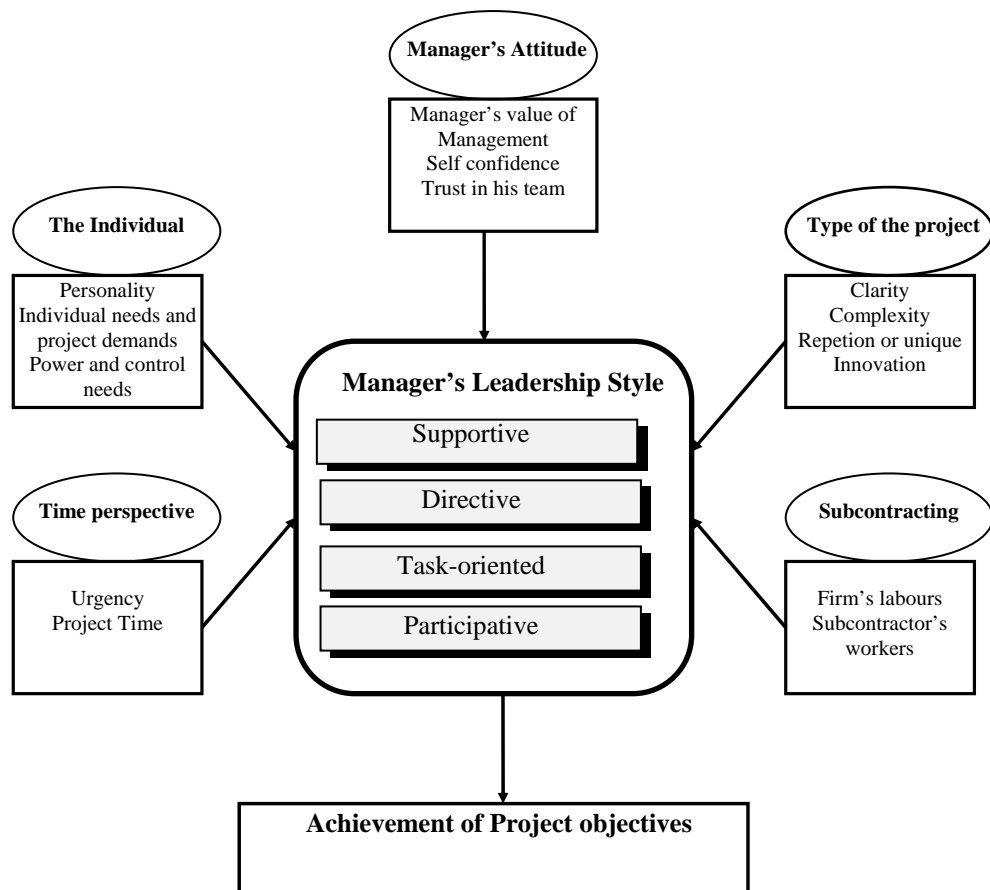 Manager’s Attitude
Manager’s value of
Management
Self confidence
Trust in his team
The Individual
Personality
Individual needs and
project demands
Power and control
needs
Type of the project
Clarity
Complexity
Repetion or unique
Innovation
Manager’s Leadership Style
Supportive
Directive
Task-oriented
Participative
Time perspective
Urgency
Project Time
Subcontracting
Firm’s labours
Subcontractor’s
workers
Achievement of Project objectives